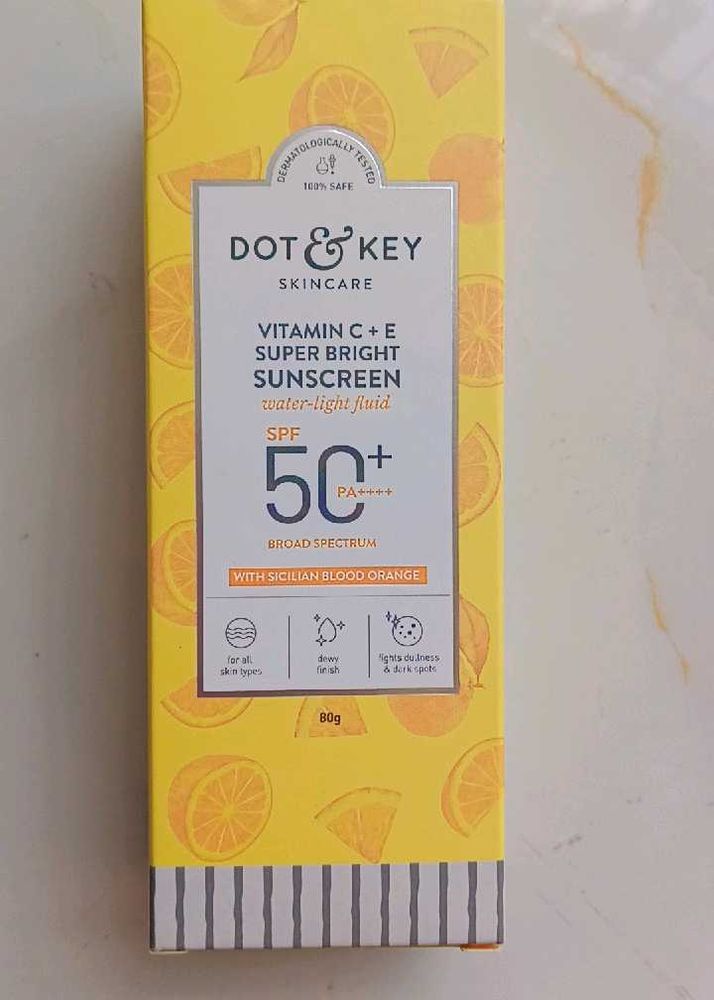 DERMATOLOGICALLY TESTED
100% SAFE
DOT & KEY
SKINCARE
VITAMIN C + E
SUPER BRIGHT
SUNSCREEN
water-light fluid
SPF
50+
PA++++
BROAD SPECTRUM
WITH SICILIAN BLOOD ORANGE
for all
skin types
dewy
finish
fights dullness
& dark spots
80g